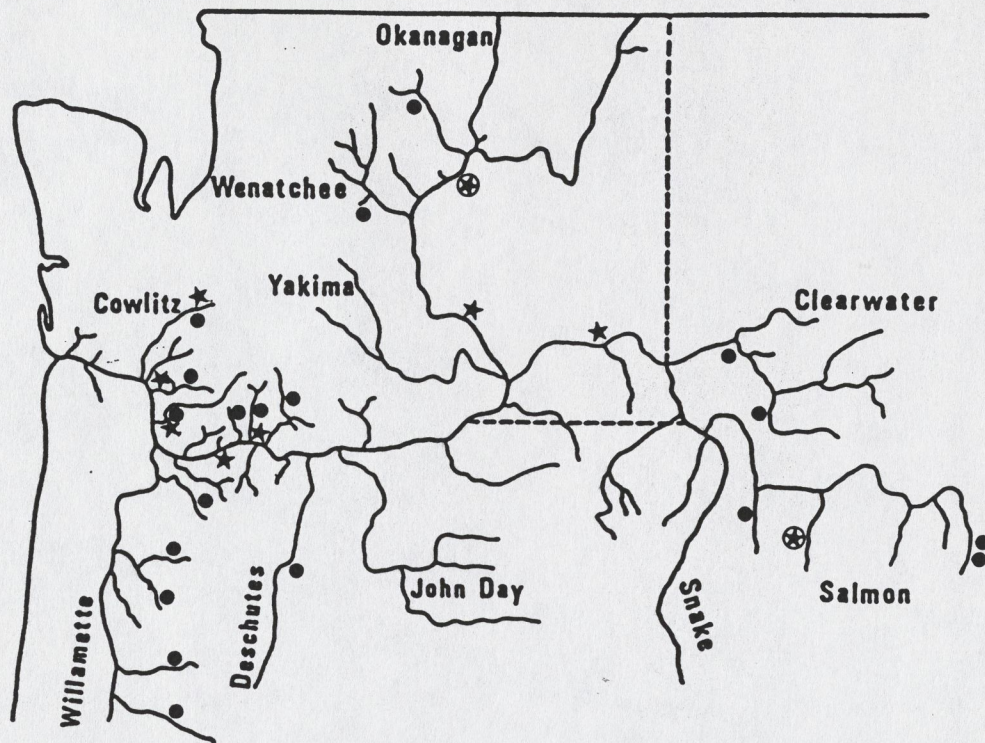 Okanagan
Wenatchee
Cowlitz
Yakima
Clearwater
John Day
Salmon
Snake
Deschutes
Willamette